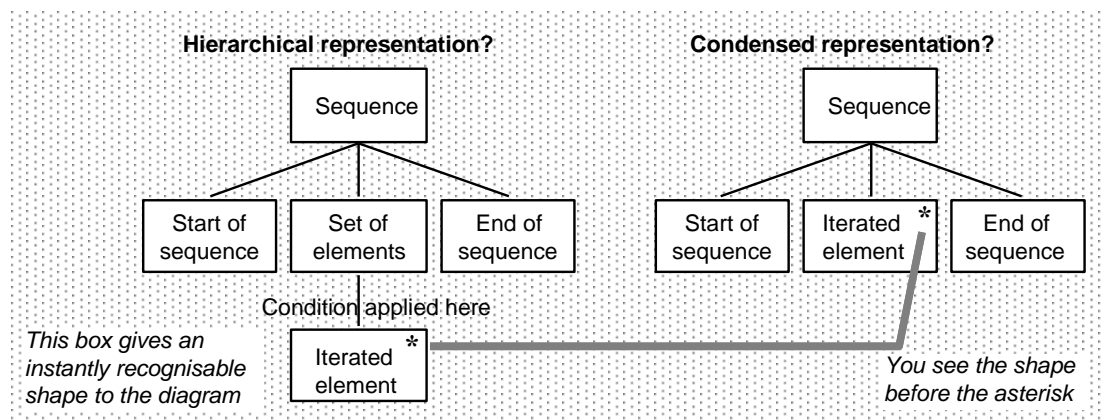 Hierarchical representation?
Condensed representation?
Sequence
Sequence
Start of
sequence
Set of
elements
End of
sequence
Start of
sequence
Iterated *
element
End of
sequence
Condition applied here
This box gives an
instantly recognisable
shape to the diagram
Iterated *
element
You see the shape
before the asterisk